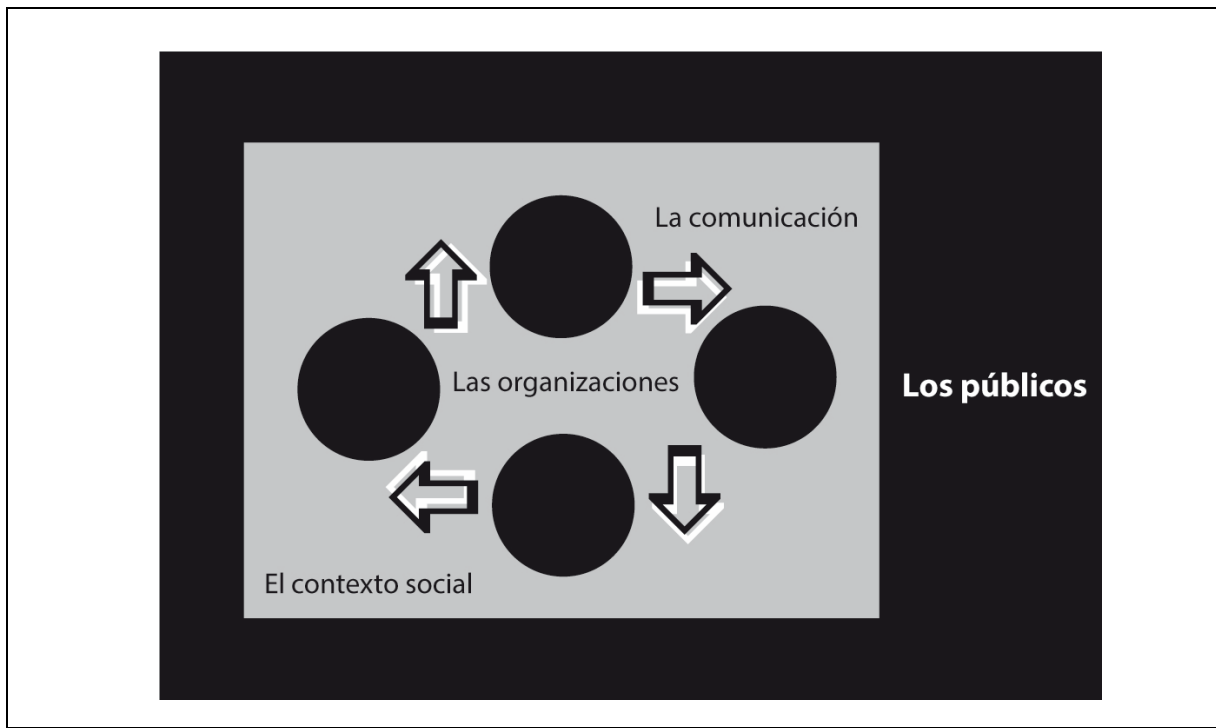 La comunicación
Las organizaciones
Los públicos
El contexto social